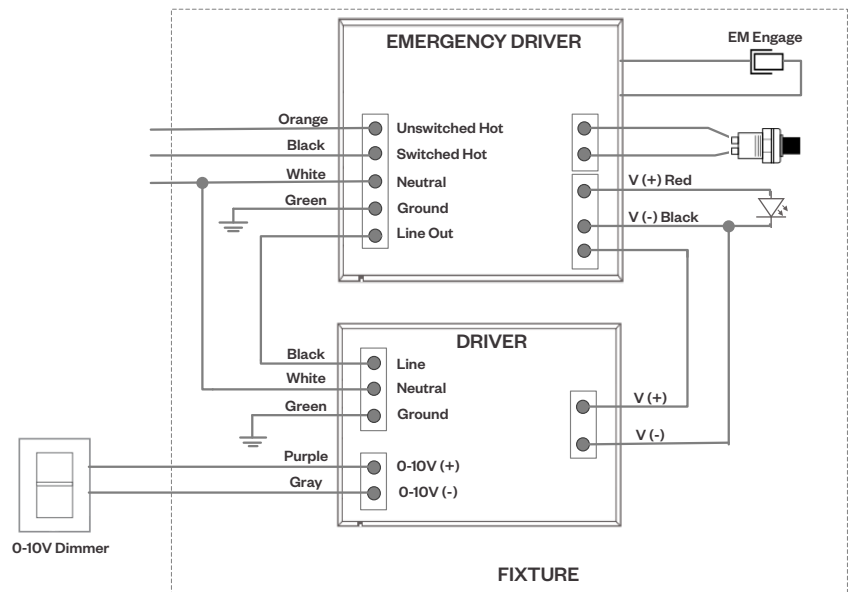 EMERGENCY DRIVER
EM Engage
Orange
Unswitched Hot
Black
Switched Hot
White
Neutral
V (+) Red
Green
Ground
V (-) Black
Line Out
DRIVER
Black
Line
White
Neutral
V (+)
Green
Ground
V (-)
Purple
0-10V (+)
Gray
0-10V (-)
0-10V Dimmer
FIXTURE